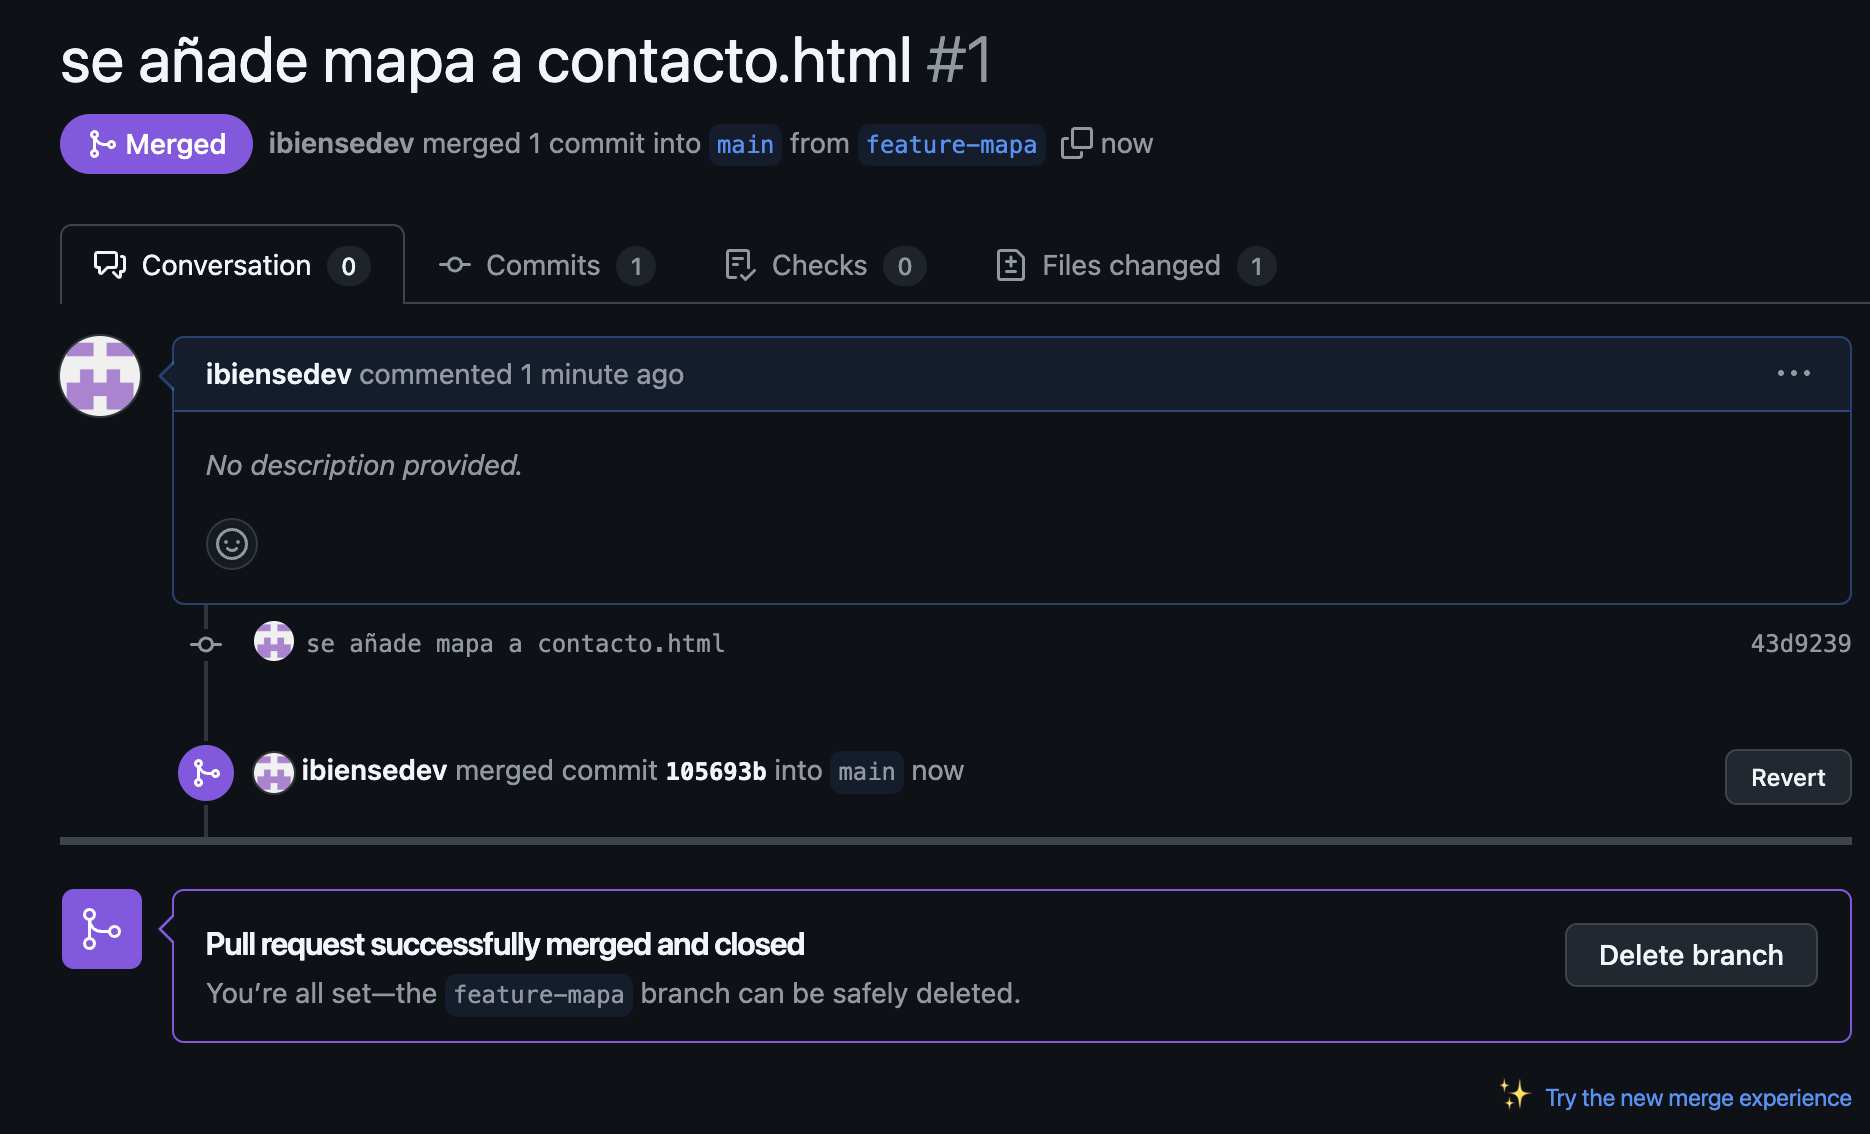 se añade mapa a contacto.html #1
Merged ibiensedev merged 1 commit into main from feature-mapa now
Conversation 0 Commits 1 Checks 0 Files changed 1
ibiensedev commented 1 minute ago
No description provided.
se añade mapa a contacto.html 43d9239
ibiensedev merged commit 105693b into main now Revert
Pull request successfully merged and closed
You’re all set—the feature-mapa branch can be safely deleted.
Delete branch
Try the new merge experience